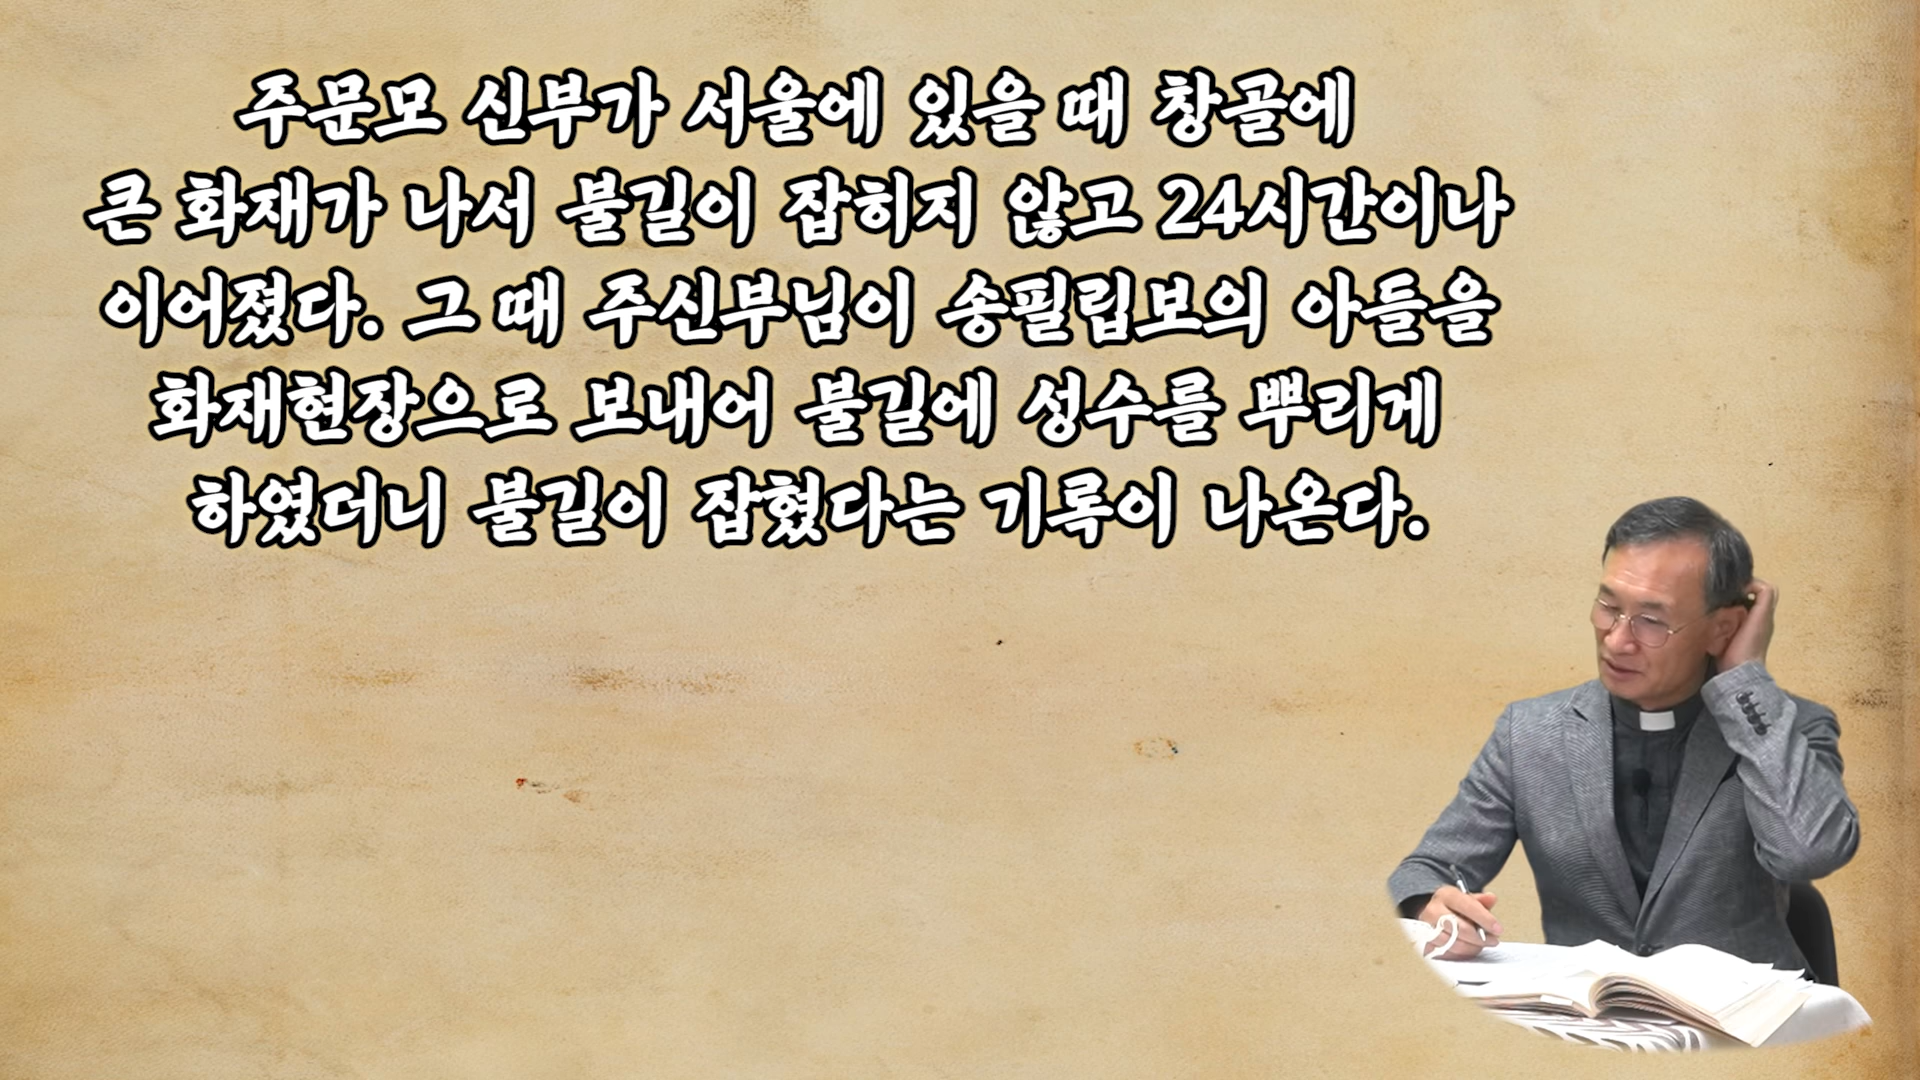 주문모 신부가 서울에 있을 때 창골에
큰 화재가 나서 불길이 잡히지 않고 24시간이나
이어졌다. 그 때 주신부님이 송필립보의 아들을
화재현장으로 보내어 불길에 성수를 뿌리게
하였더니 불길이 잡혔다는 기록이 나온다.